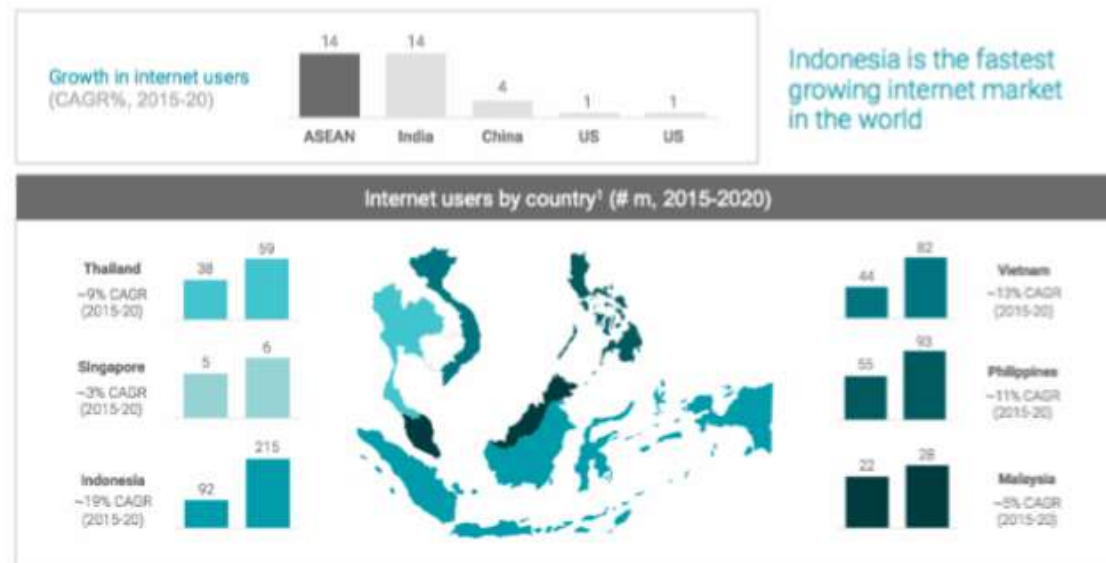 Growth in internet users
(CAGR%, 2015-20)
14
14
4
1
1
ASEAN
India
China
US
US
Indonesia is the fastest
growing internet market
in the world
Internet users by country¹ (# m, 2015-2020)
Thailand
~9% CAGR
(2015-20)
38
59
Singapore
~3% CAGR
(2015-20)
5
6
Indonesia
~19% CAGR
(2015-20)
92
215
44
82
Vietnam
~13% CAGR
(2015-20)
55
93
Philippines
~11% CAGR
(2015-20)
22
28
Malaysia
~5% CAGR
(2015-20)